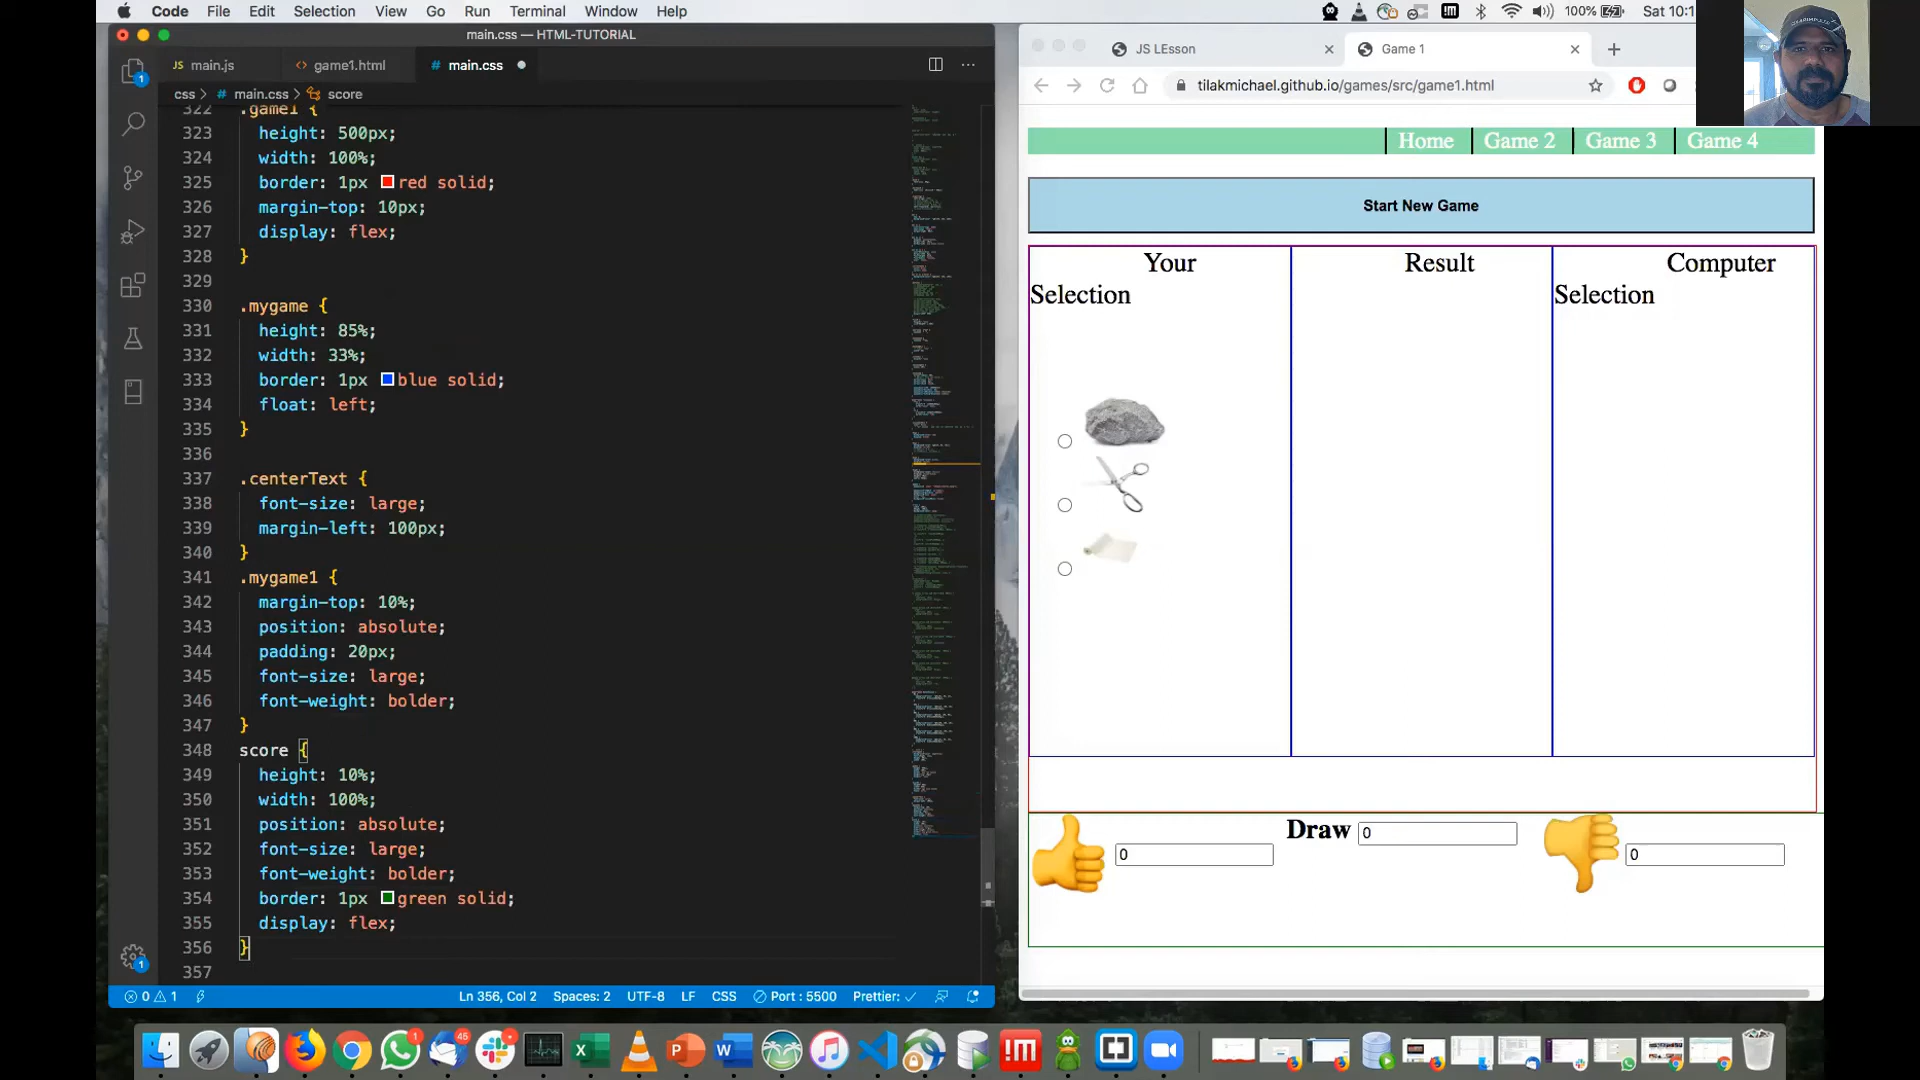 Code File Edit Selection View Go Run Terminal Window Help 100% Sat 10:1
main.css — HTML-TUTORIAL
JS main.js <> game1.html # main.css
css > # main.css > score
322 .game1 {
323 height: 500px;
324 width: 100%;
325 border: 1px red solid;
326 margin-top: 10px;
327 display: flex;
328 }
329
330 .mygame {
331 height: 85%;
332 width: 33%;
333 border: 1px blue solid;
334 float: left;
335 }
336
337 .centerText {
338 font-size: large;
339 margin-left: 100px;
340 }
341 .mygame1 {
342 margin-top: 10%;
343 position: absolute;
344 padding: 20px;
345 font-size: large;
346 font-weight: bolder;
347 }
348 score {
349 height: 10%;
350 width: 100%;
351 position: absolute;
352 font-size: large;
353 font-weight: bolder;
354 border: 1px green solid;
355 display: flex;
356 }
357
0 1 Ln 356, Col 2 Spaces: 2 UTF-8 LF CSS Port : 5500 Prettier: ✓
JS LEsson Game 1
tilakmichael.github.io/games/src/game1.html
Home Game 2 Game 3 Game 4
Start New Game
Your Selection
Result
Computer Selection
0 Draw 0 0